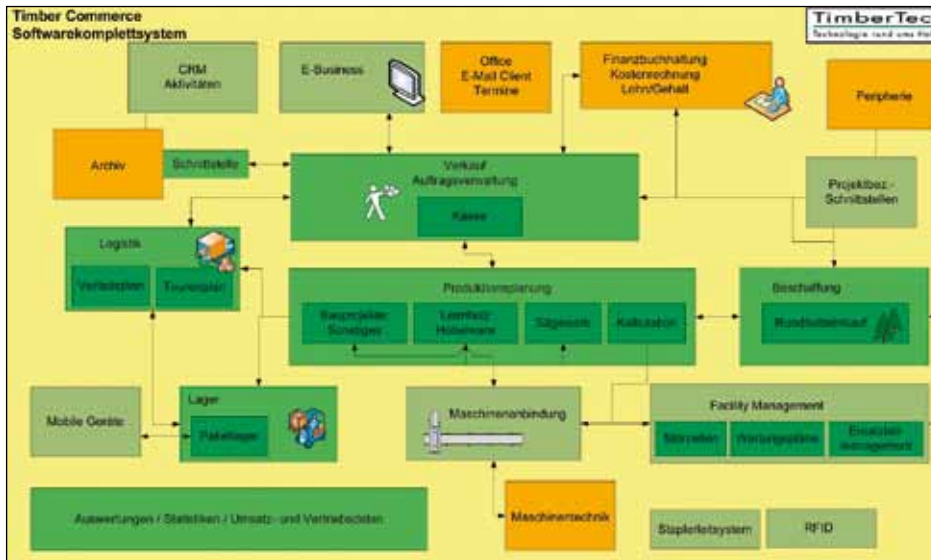 Timber Commerce
Softwarekomplettsystem
TimberTec
Technologie rund ums Holz
CRM
Aktivitäten
E-Business
Office
E-Mail Client
Termine
Finanzbuchhaltung
Kostenrechnung
Lohn/Gehalt
Peripherie
Archiv
Schnittstelle
Verkauf
Auftragsverwaltung
Kasse
Projektbez.-
Schnittstellen
Logistik
Verladeplan
Tourenplan
Produktionsplanung
Bauprojekte
Sonstiges
Leimholz
Hobelware
Sägewerk
Kalkulation
Beschaffung
Rundholzeinkauf
Mobile Geräte
Lager
Paketlager
Maschinenanbindung
Facility Management
Störzeiten
Wartungspläne
Ersatzteil-
management
Auswertungen / Statistiken / Umsatz- und Vertriebsdaten
Maschinentechnik
Staplerleitsystem
RFID